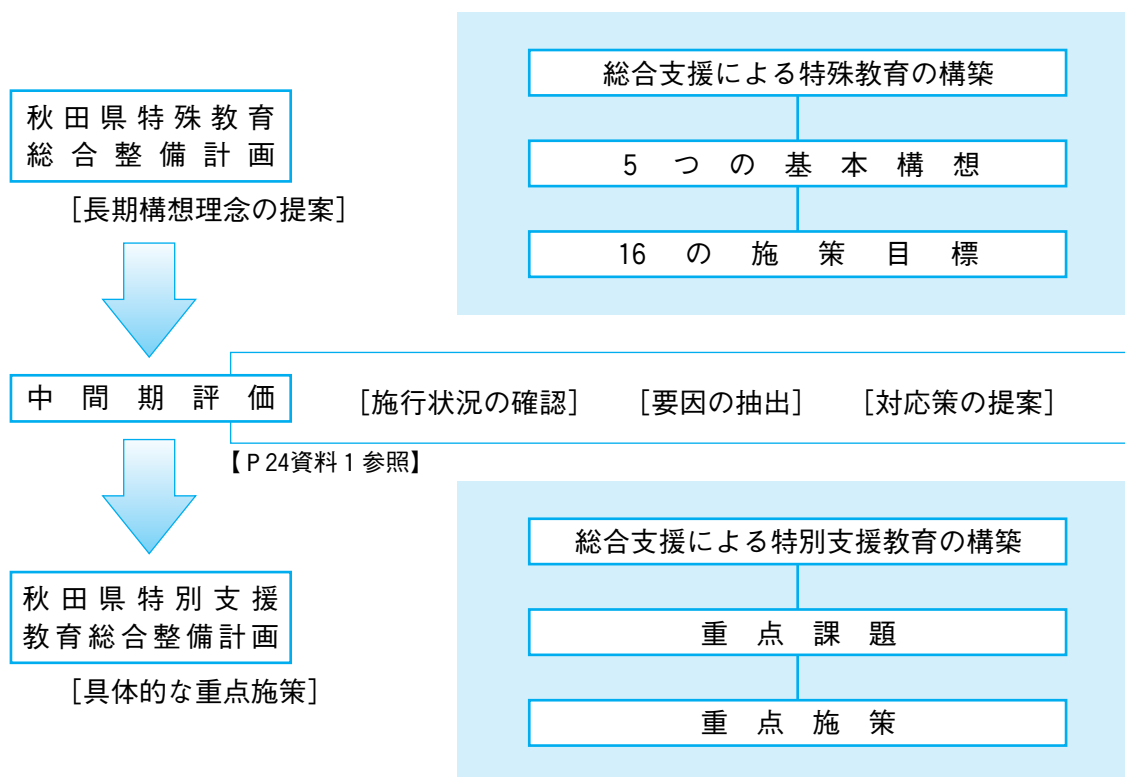 秋田県特殊教育
総合整備計画
[長期構想理念の提案]
総合支援による特殊教育の構築
5つの基本構想
16の施策目標
中間期評価
[施行状況の確認] [要因の抽出] [対応策の提案]
【P24資料1参照】
秋田県特別支援
教育総合整備計画
[具体的な重点施策]
総合支援による特別支援教育の構築
重点課題
重点施策